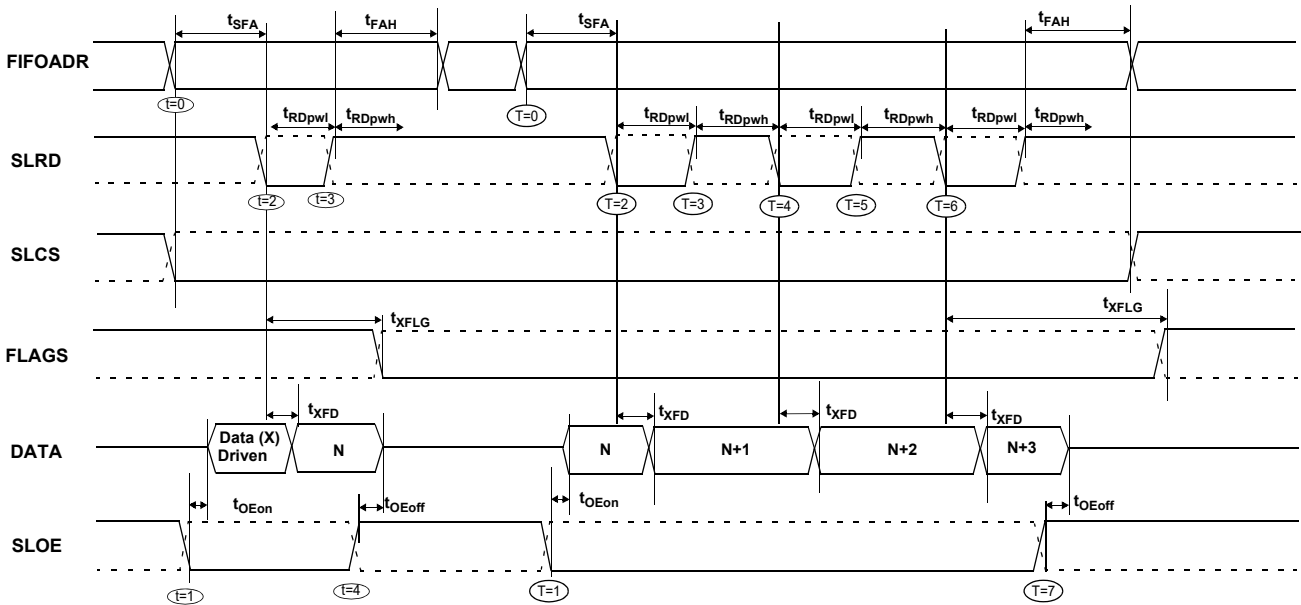 tSFA tFAH tSFA tFAH
FIFOADR
t=0 T=0
tRDpwl tRDpwh tRDpwl tRDpwh tRDpwl tRDpwh tRDpwl tRDpwh
SLRD
t=2 t=3 T=2 T=3 T=4 T=5 T=6
SLCS
tXFLG tXFLG
FLAGS
tXFD tXFD tXFD tXFD
DATA Data (X) Driven N N N+1 N+2 N+3
tOEon tOEoff tOEon tOEoff
SLOE
t=1 t=4 T=1 T=7